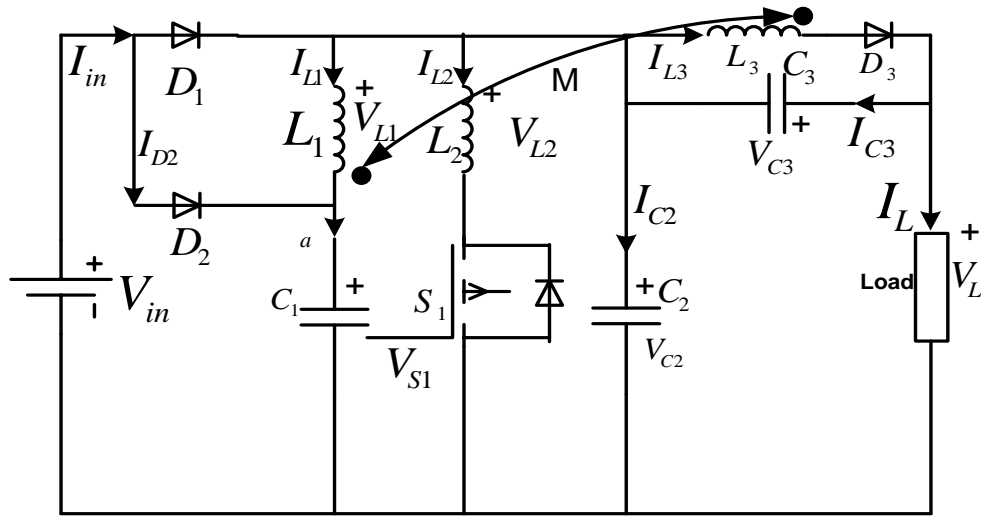 I_in
D_1
I_D2
D_2
V_in
+
I_L1
+
L_1
V_L1
a
C_1
+
I_L2
+
L_2
V_L2
S_1
V_S1
M
I_L3
L_3
D_3
C_3
+
V_C3
I_C3
I_C2
+
C_2
V_C2
I_L
+
Load
V_L